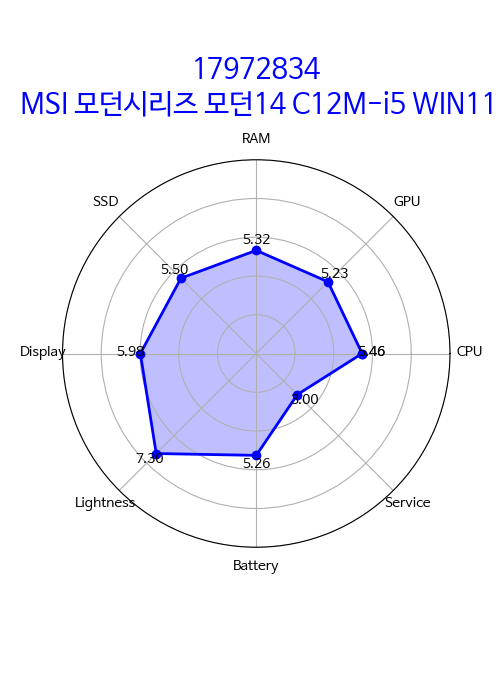 17972834
MSI 모던시리즈 모던14 C12M-i5 WIN11
RAM
SSD
GPU
5.32
5.50
5.23
Display
5.98
5.46
CPU
3.00
7.30
5.26
Lightness
Service
Battery